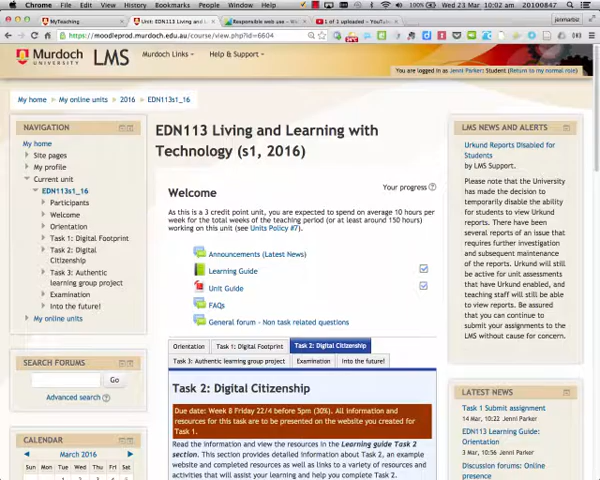 Chrome File Edit View History Bookmarks People Window Help
100% Wed 23 Mar 10:02 am 20100847
MyTeaching
Unit: EDN113 Living and L
Responsible web use – W
1 of 1 uploaded - YouTu
jenimartiz
https://moodleprod.murdoch.edu.au/course/view.php?id=6604
Murdoch UNIVERSITY LMS
Murdoch Links Help & Support
You are logged in as Jenni Parker: Student (Return to my normal role)
My home My online units 2016 EDN113s1_16
NAVIGATION
My home
Site pages
My profile
Current unit
EDN113s1_16
Participants
Welcome
Orientation
Task 1: Digital Footprint
Task 2: Digital
Citizenship
Task 3: Authentic
learning group project
Examination
Into the future!
My online units
SEARCH FORUMS
Go
Advanced search
CALENDAR
March 2016
Sun Mon Tue Wed Thu Fri Sat
EDN113 Living and Learning with
Technology (s1, 2016)
Your progress
Welcome
As this is a 3 credit point unit, you are expected to spend on average 10 hours per
week for the total weeks of the teaching period (or at least around 150 hours)
working on this unit (see Units Policy #7).
Announcements (Latest News)
Learning Guide
Unit Guide
FAQs
General forum - Non task related questions
Orientation Task 1: Digital Footprint Task 2: Digital Citizenship
Task 3: Authentic learning group project Examination Into the future!
Task 2: Digital Citizenship
Due date: Week 8 Friday 22/4 before 5pm (30%). All information and
resources for this task are to be presented on the website you created for
Task 1.
Read the information and view the resources in the Learning guide Task 2
section. This section provides detailed information about Task 2, an example
website and completed resources as well as links to a variety of resources and
activities that will assist your learning and help you complete Task 2.
LMS NEWS AND ALERTS
Urkund Reports Disabled for
Students
by LMS Support.
Please note that the University
has made the decision to
temporarily disable the ability
for students to view Urkund
reports. There have been
several reports of an issue that
requires further investigation
and subsequent maintenance
of the reports. Urkund will still
be active for unit assessments
that have Urkund enabled, and
teaching staff will still be able
to view reports. Be assured
that you can continue to
submit your assignments to the
LMS without cause for concern.
LATEST NEWS
Task 1 Submit assignment
14 Mar, 10:22 Jenni Parker
EDN113 Learning Guide:
Orientation
3 Mar, 10:56 Jenni Parker
Discussion forums: Online
presence